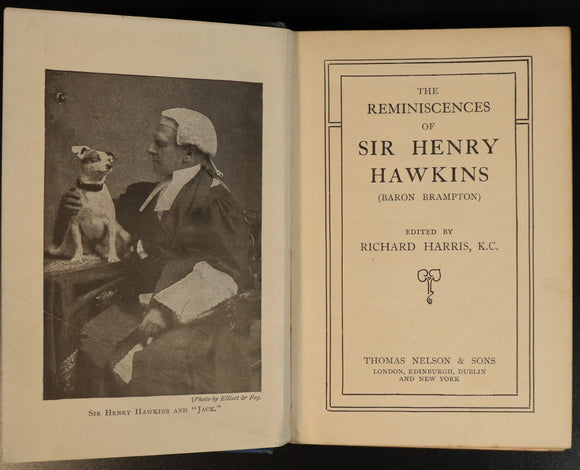 [Photo by Elliott & Fry.
SIR HENRY HAWKINS AND "JACK."
THE
REMINISCENCES
OF
SIR HENRY
HAWKINS
(BARON BRAMPTON)
EDITED BY
RICHARD HARRIS, K.C.
THOMAS NELSON & SONS
LONDON, EDINBURGH, DUBLIN
AND NEW YORK